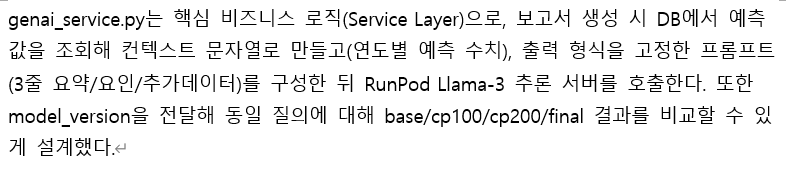 genai_service.py는 핵심 비즈니스 로직(Service Layer)으로, 보고서 생성 시 DB에서 예측
값을 조회해 컨텍스트 문자열로 만들고(연도별 예측 수치), 출력 형식을 고정한 프롬프트
(3줄 요약/요인/추가데이터)를 구성한 뒤 RunPod Llama-3 추론 서버를 호출한다. 또한
model_version을 전달해 동일 질의에 대해 base/cp100/cp200/final 결과를 비교할 수 있
게 설계했다.↵